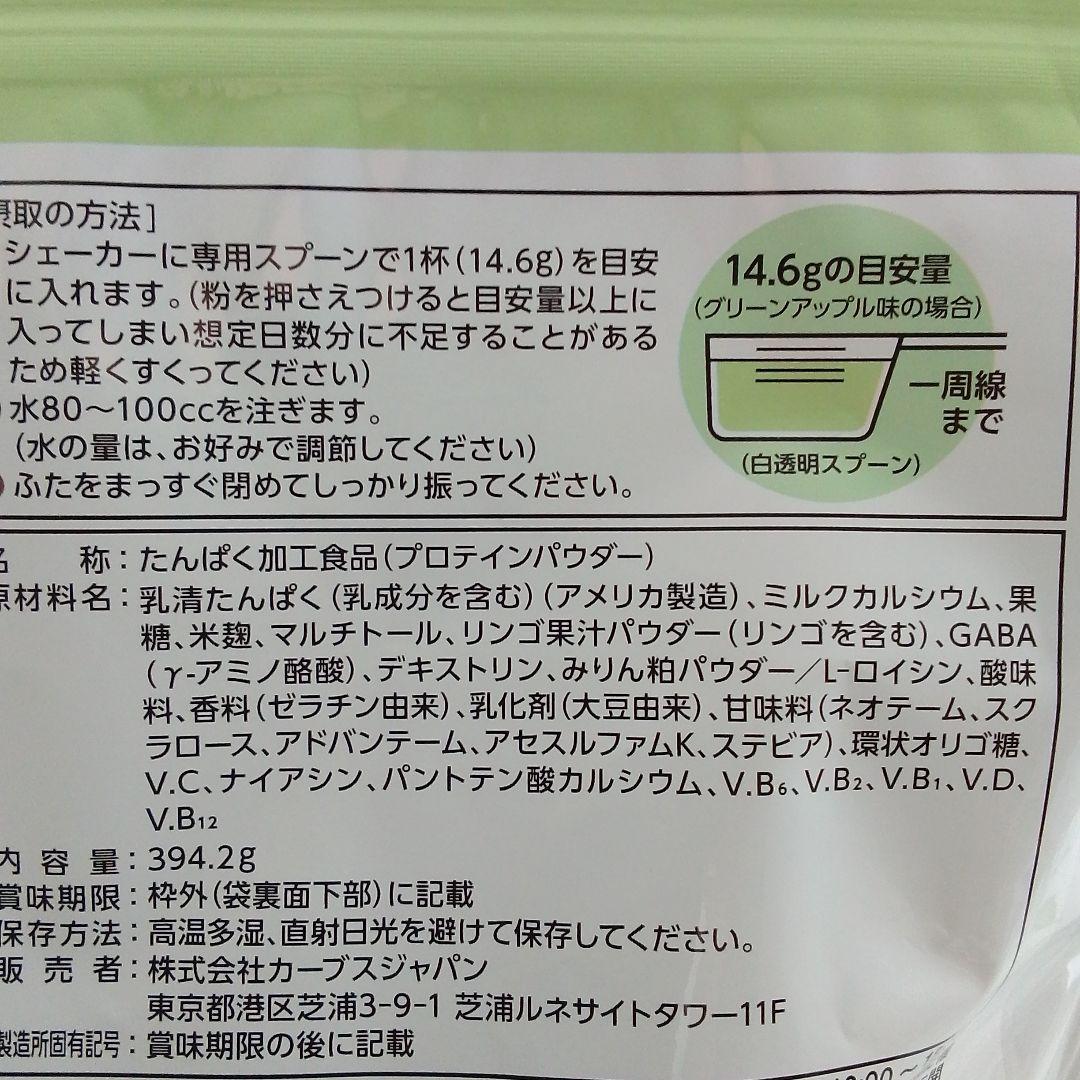 取の方法]
シェーカーに専用スプーンで1杯(14.6g)を目安
に入れます。(粉を押さえつけると目安量以上に
入ってしまい想定日数分に不足することがある
ため軽くすくってください)
水80〜100ccを注ぎます。
(水の量は、お好みで調節してください)
ふたをまっすぐ閉めてしっかり振ってください。
14.6gの目安量
(グリーンアップル味の場合)
一周線
まで
(白透明スプーン)
名 称:たんぱく加工食品(プロテインパウダー)
原材料名:乳清たんぱく(乳成分を含む)(アメリカ製造)、ミルクカルシウム、果
糖、米麹、マルチトール、リンゴ果汁パウダー(リンゴを含む)、GABA
(γ-アミノ酪酸)、デキストリン、みりん粕パウダー/L-ロイシン、酸味
料、香料(ゼラチン由来)、乳化剤(大豆由来)、甘味料(ネオテーム、スク
ラロース、アドバンテーム、アセスルファムK、ステビア)、環状オリゴ糖、
V.C、ナイアシン、パントテン酸カルシウム、V.B₆、V.B₂、V.B₁、V.D、
V.B₁₂
内容量:394.2g
賞味期限:枠外(袋裏面下部)に記載
保存方法:高温多湿、直射日光を避けて保存してください。
販売者:株式会社カーブスジャパン
東京都港区芝浦3-9-1 芝浦ルネサイトタワー11F
製造所固有記号:賞味期限の後に記載